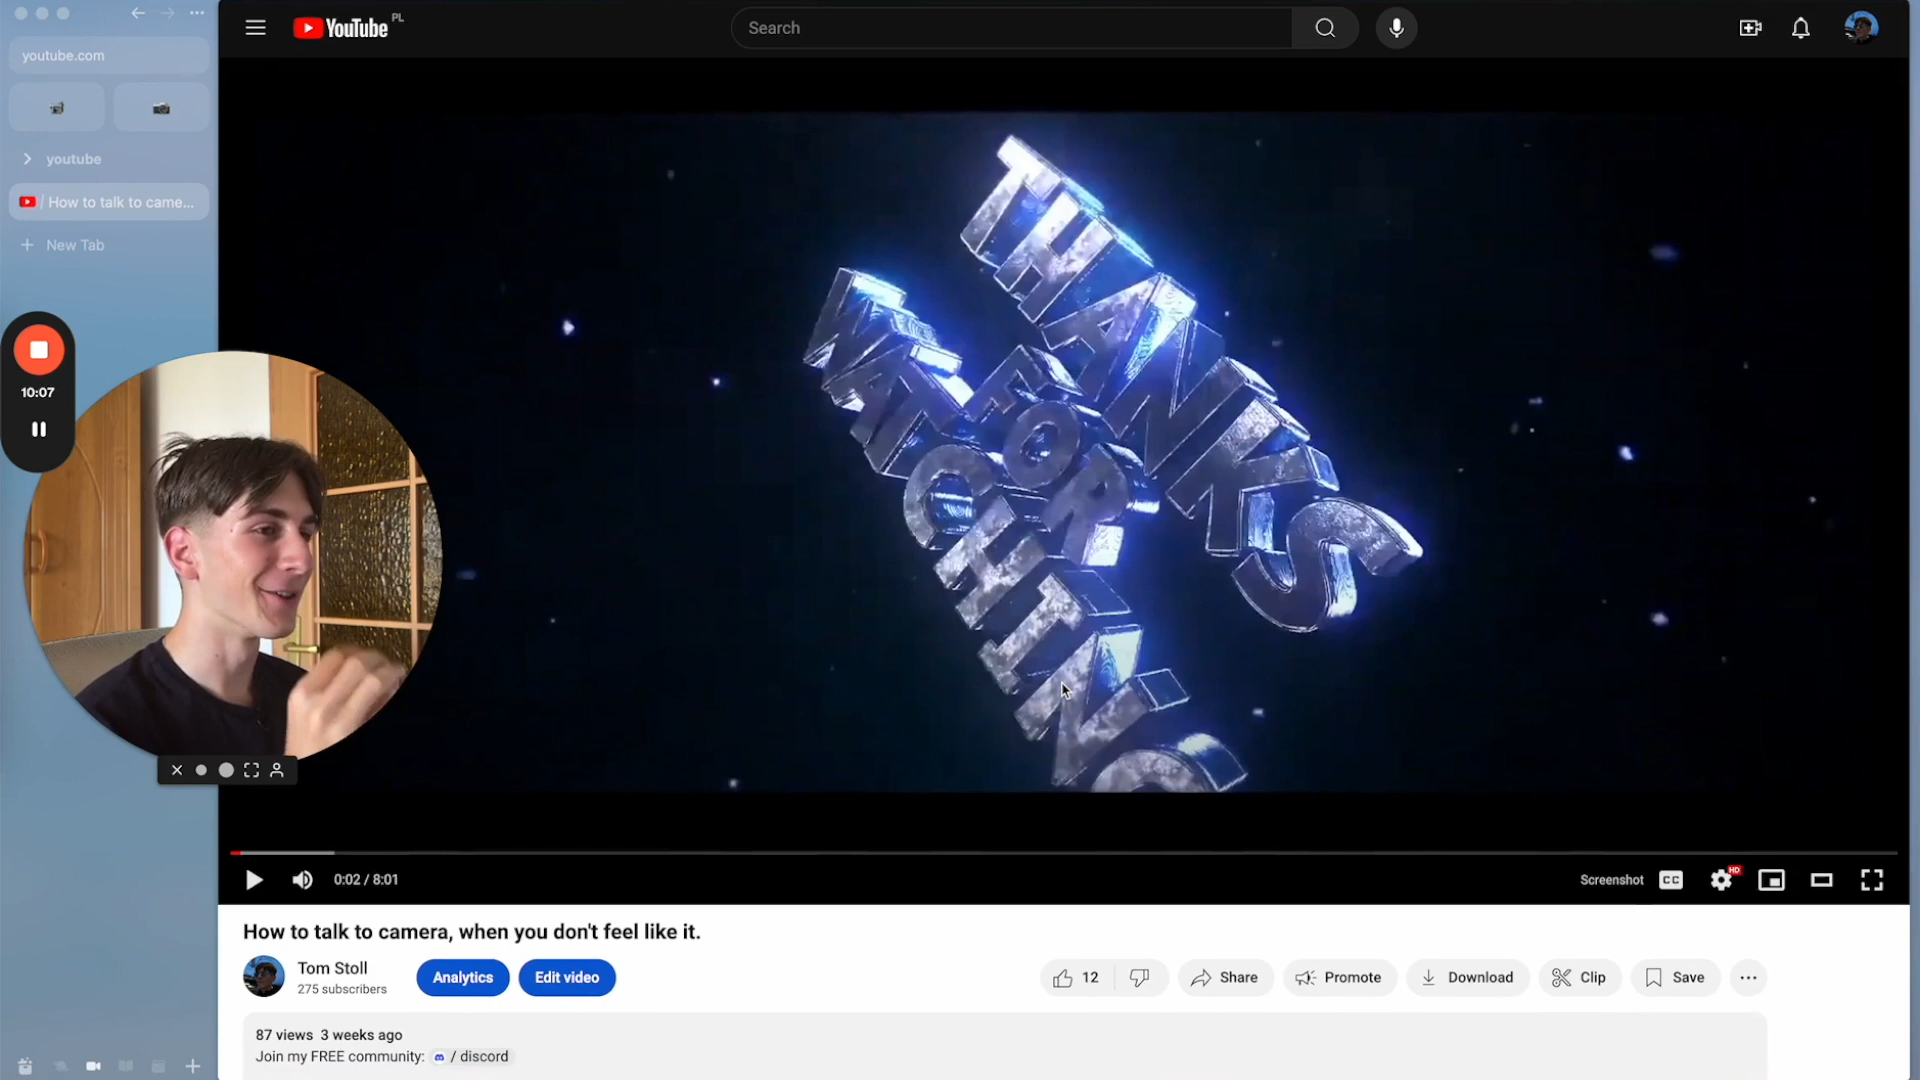 youtube.com
youtube
/ How to talk to came...
New Tab
10:07
YouTube PL
Search
THANKS
FOR
WATCHING
0:02 / 8:01
Screenshot
CC
HD
How to talk to camera, when you don't feel like it.
Tom Stoll
275 subscribers
Analytics
Edit video
12
Share
Promote
Download
Clip
Save
87 views 3 weeks ago
Join my FREE community: / discord